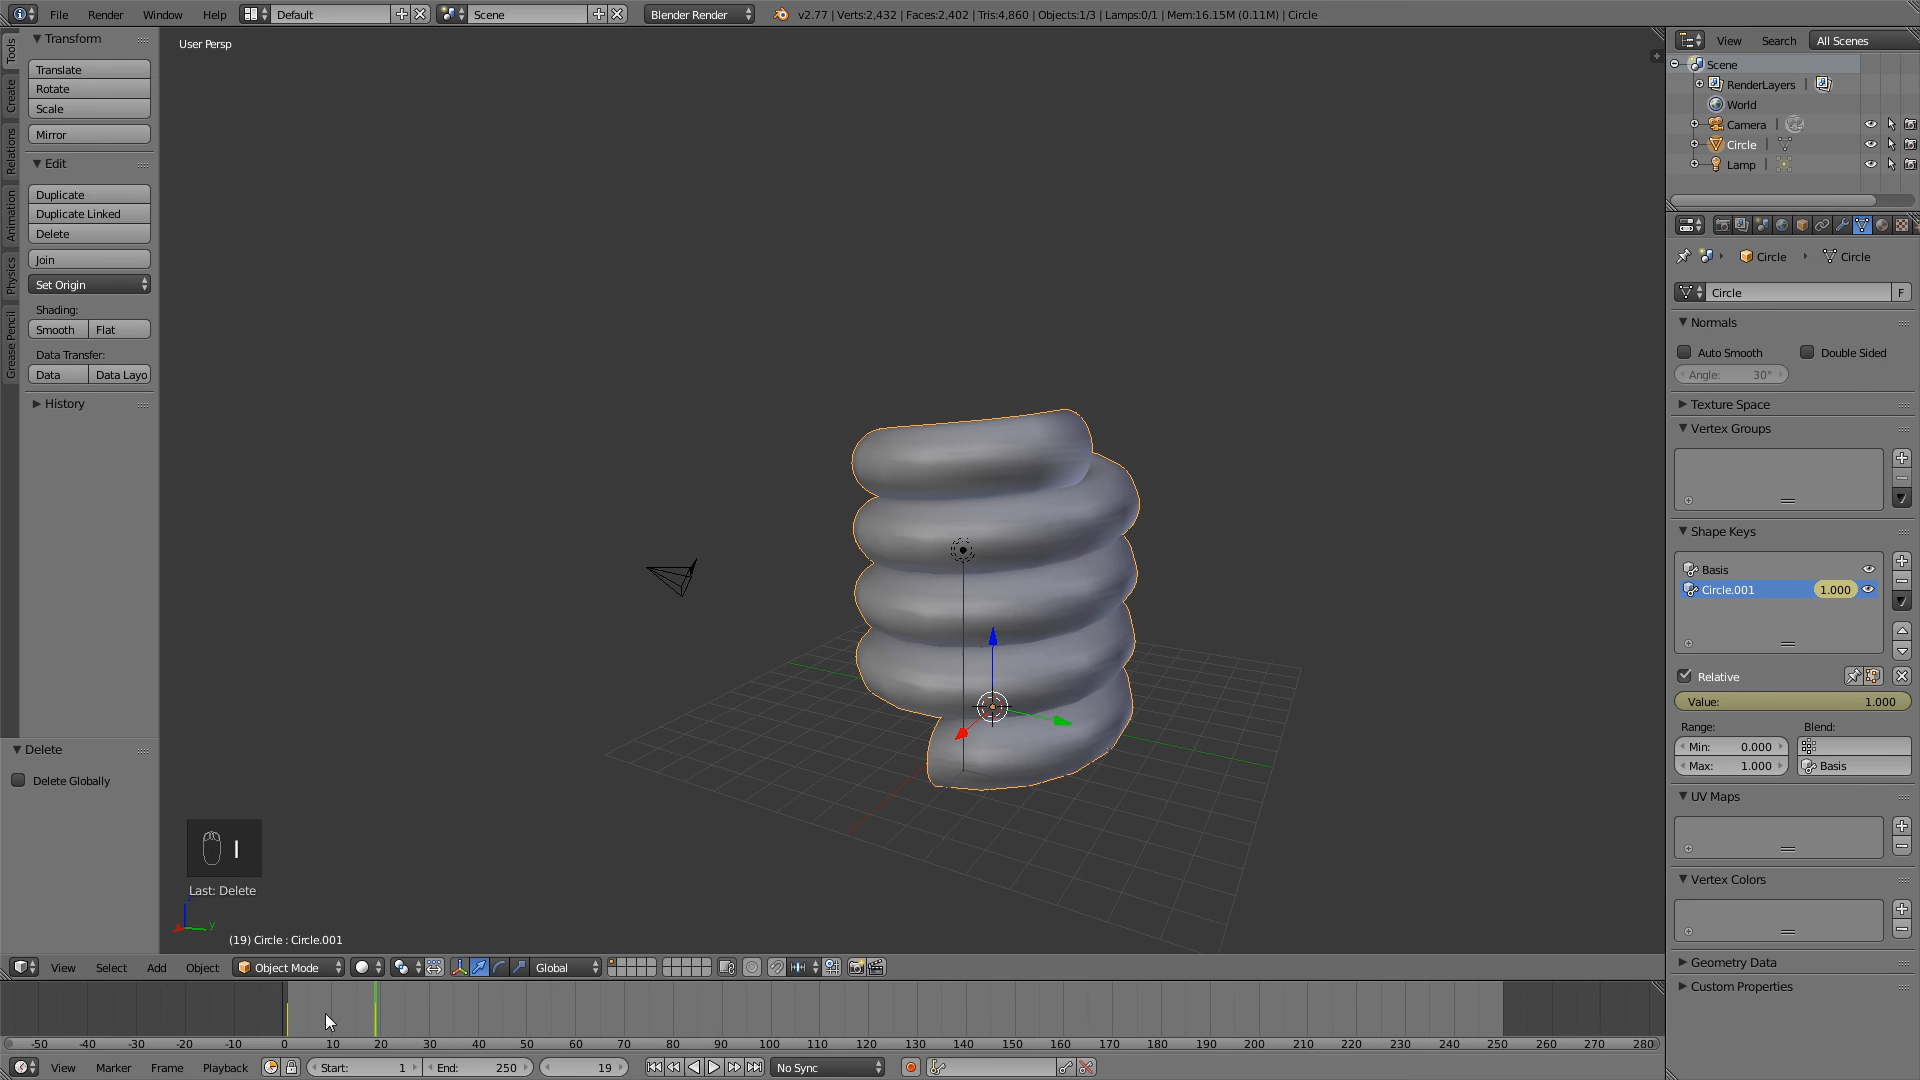 File Render Window Help Default Scene Blender Render v2.77 | Verts:2,432 | Faces:2,402 | Tris:4,860 | Objects:1/3 | Lamps:0/1 | Mem:16.15M (0.11M) | Circle
Tools
Create
Relations
Animation
Physics
Grease Pencil
Transform
Translate
Rotate
Scale
Mirror
Edit
Duplicate
Duplicate Linked
Delete
Join
Set Origin
Shading:
Smooth Flat
Data Transfer:
Data Data Layo
History
Delete
Delete Globally
User Persp
I
Last: Delete
y
(19) Circle : Circle.001
View Search All Scenes
Scene
RenderLayers |
World
Camera |
Circle |
Lamp |
Circle Circle
Circle F
Normals
Auto Smooth Double Sided
Angle: 30°
Texture Space
Vertex Groups
Shape Keys
Basis
Circle.001 1.000
Relative
Value: 1.000
Range: Blend:
Min: 0.000
Max: 1.000 Basis
UV Maps
Vertex Colors
Geometry Data
Custom Properties
View Select Add Object Object Mode Global
-50 -40 -30 -20 -10 0 10 20 30 40 50 60 70 80 90 100 110 120 130 140 150 160 170 180 190 200 210 220 230 240 250 260 270 280
View Marker Frame Playback Start: 1 End: 250 19 No Sync